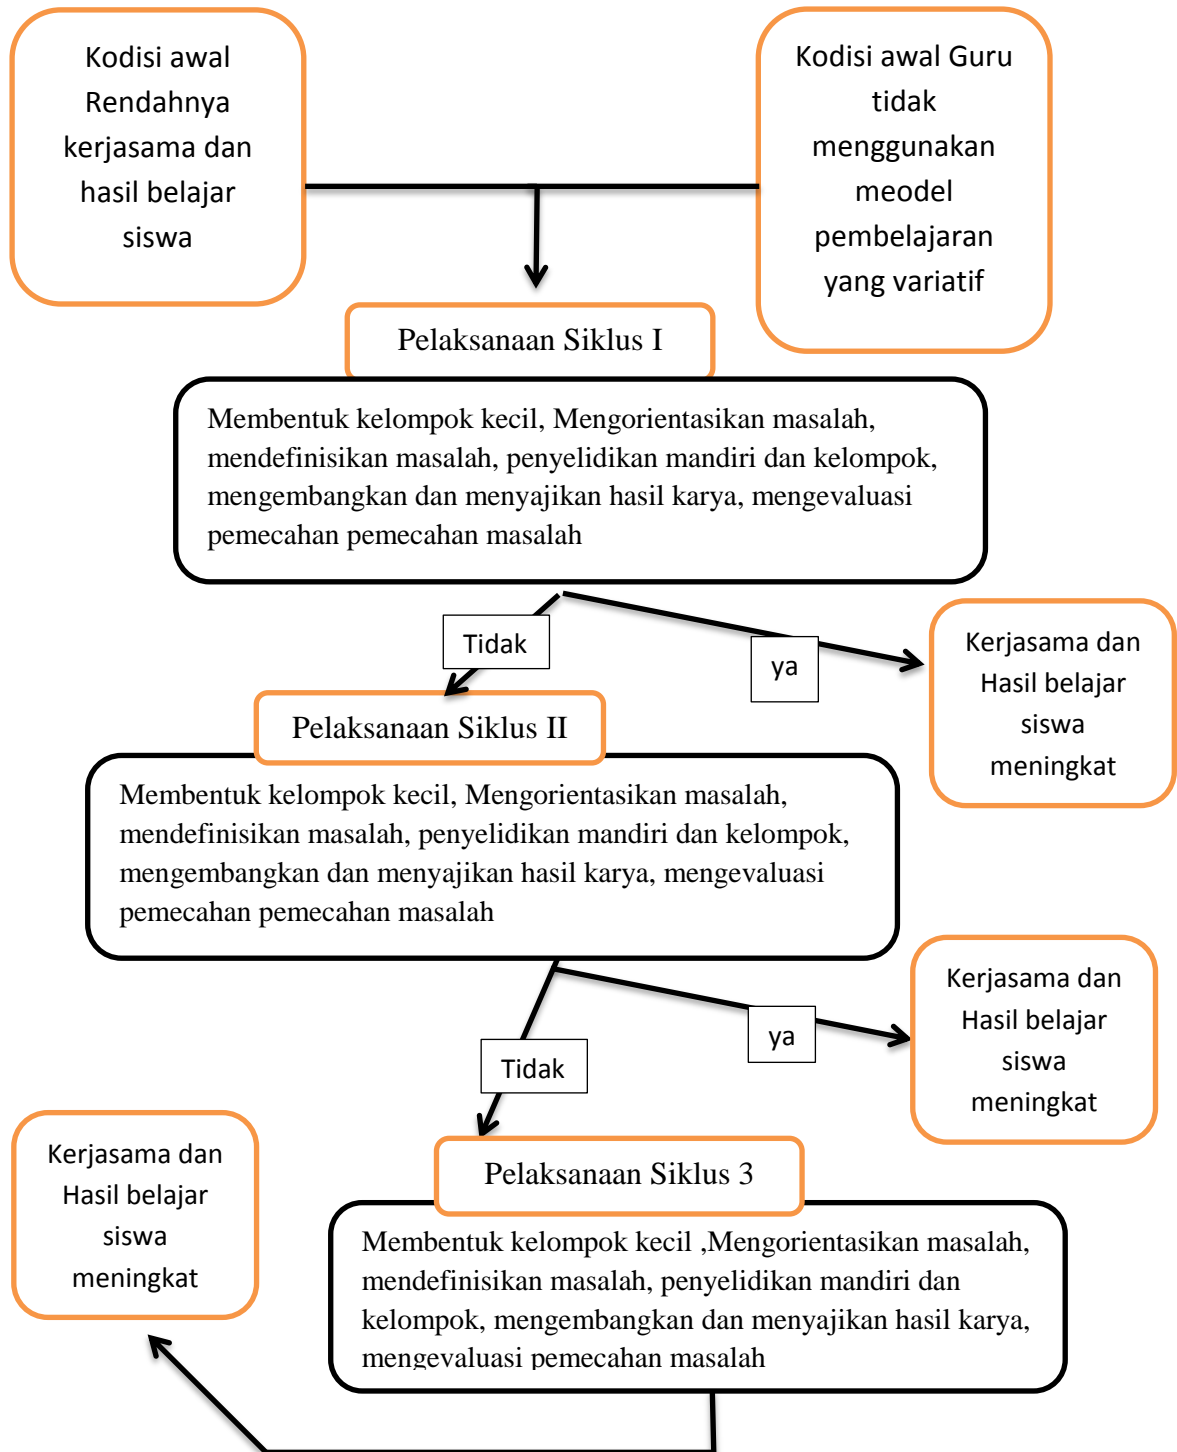 Kodisi awal
Rendahnya
kerjasama dan
hasil belajar
siswa
Kodisi awal Guru
tidak
menggunakan
meodel
pembelajaran
yang variatif
Pelaksanaan Siklus I
Membentuk kelompok kecil, Mengorientasikan masalah,
mendefinisikan masalah, penyelidikan mandiri dan kelompok,
mengembangkan dan menyajikan hasil karya, mengevaluasi
pemecahan pemecahan masalah
Tidak
ya
Kerjasama dan
Hasil belajar
siswa
meningkat
Pelaksanaan Siklus II
Membentuk kelompok kecil, Mengorientasikan masalah,
mendefinisikan masalah, penyelidikan mandiri dan kelompok,
mengembangkan dan menyajikan hasil karya, mengevaluasi
pemecahan pemecahan masalah
Tidak
ya
Kerjasama dan
Hasil belajar
siswa
meningkat
Kerjasama dan
Hasil belajar
siswa
meningkat
Pelaksanaan Siklus 3
Membentuk kelompok kecil ,Mengorientasikan masalah,
mendefinisikan masalah, penyelidikan mandiri dan
kelompok, mengembangkan dan menyajikan hasil karya,
mengevaluasi pemecahan masalah